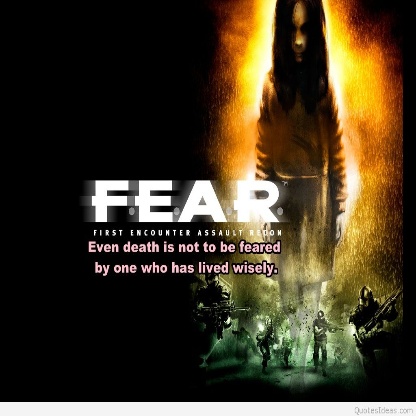 FEAR
FIRST ENCOUNTER ASSAULT RECON
Even death is not to be feared
by one who has lived wisely.
QuotesIdeas.com